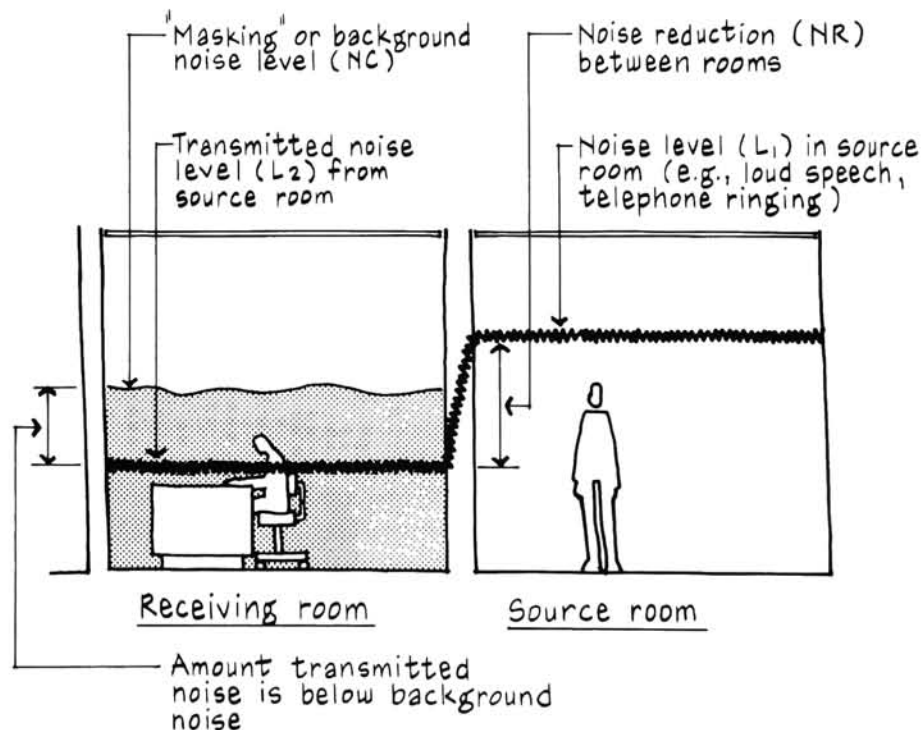 "Masking" or background
noise level (NC)
Noise reduction (NR)
between rooms
Transmitted noise
level (L2) from
source room
Noise level (L1) in source
room (e.g., loud speech,
telephone ringing)
Receiving room
Source room
Amount transmitted
noise is below background
noise